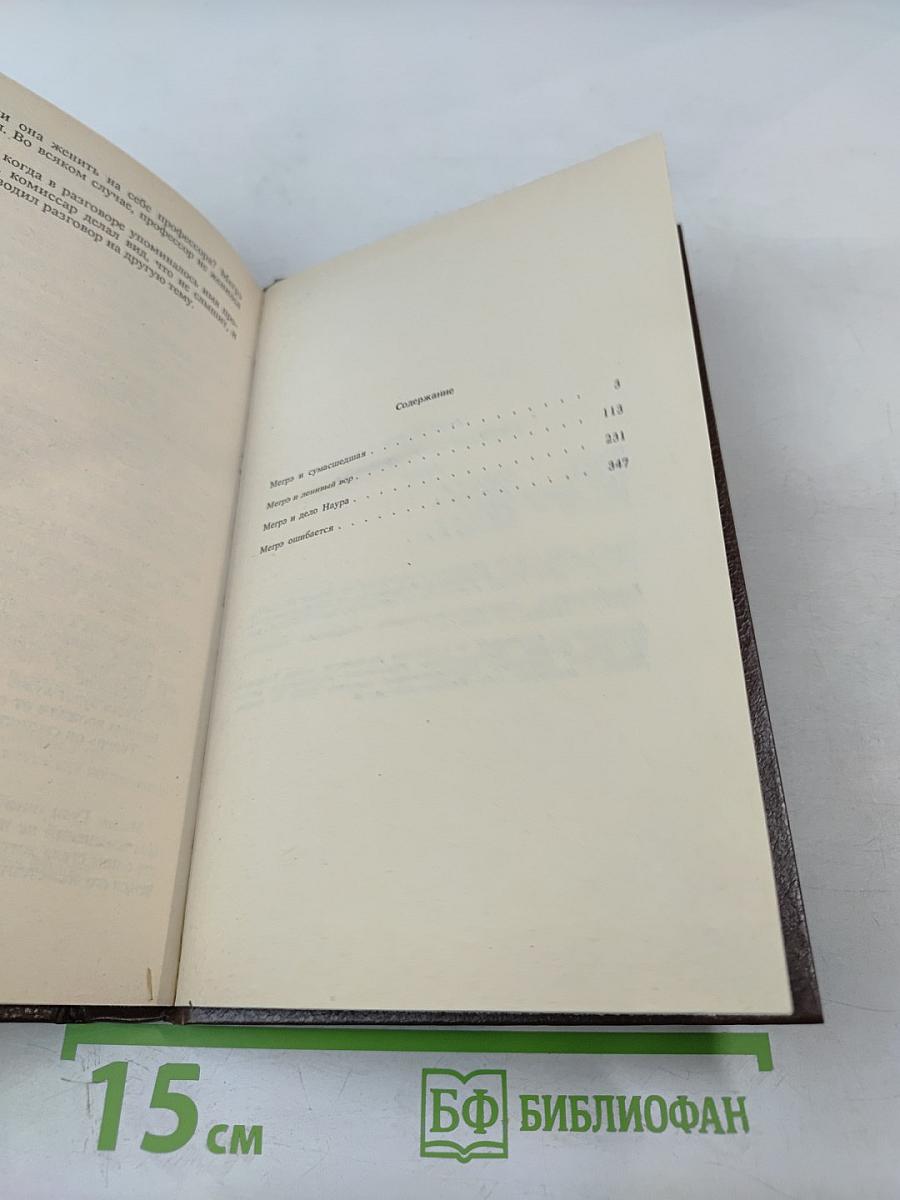 и она женить на себе профессора? Мегрэ
Во всяком случае, профессор не женился
когда в разговоре упоминалось имя про-
комиссар делал вид, что не слышит, и
водил разговор на другую тему.
Содержание
Мегрэ и сумасшедшая . . . . . . . . . . . . . . . 3
Мегрэ и ленивый вор . . . . . . . . . . . . . . . 113
Мегрэ и дело Наура . . . . . . . . . . . . . . . 231
Мегрэ ошибается . . . . . . . . . . . . . . . . 347
15 см
БФ БИБЛИОФАН